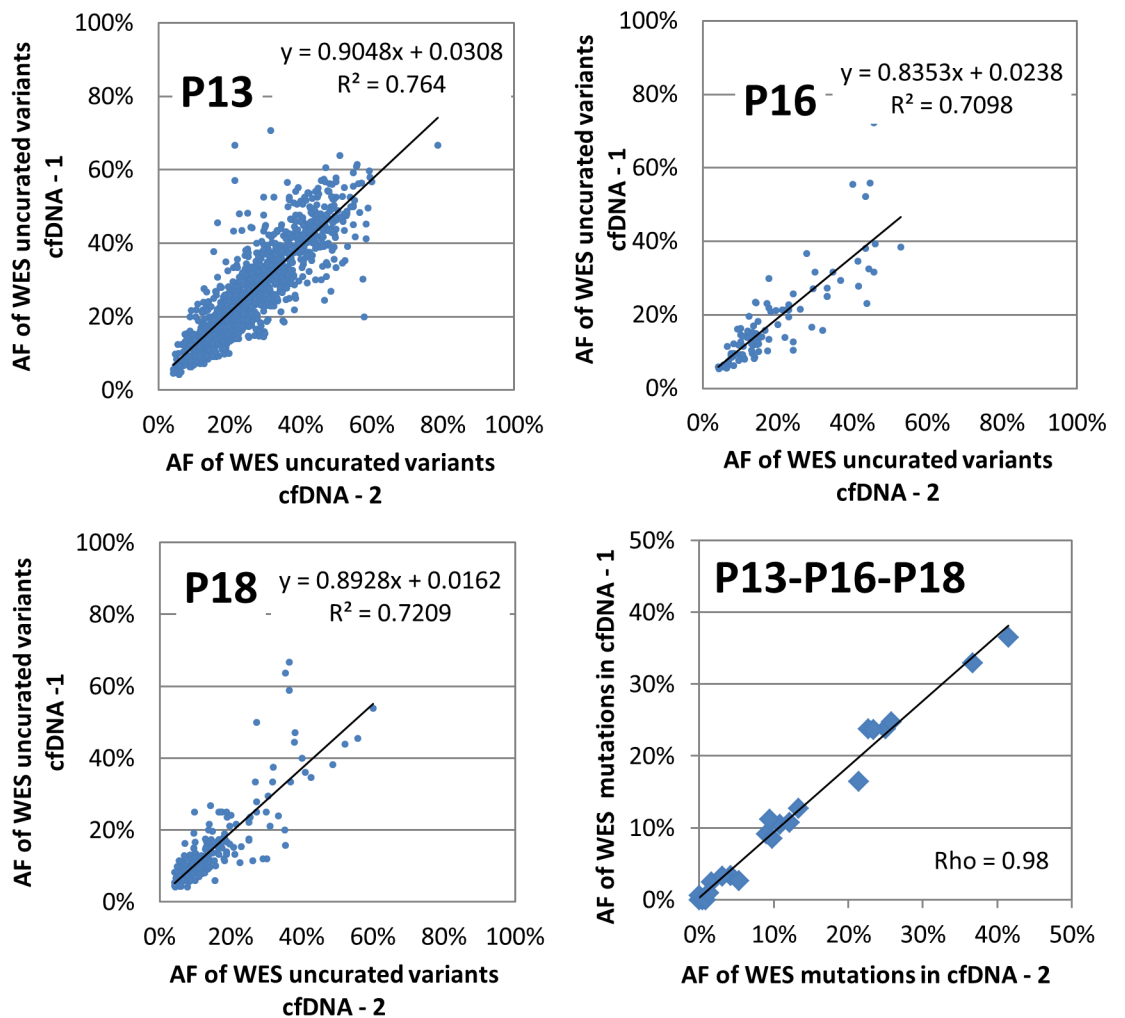 AF of WES uncurated variants
cfDNA - 1
100%
80%
60%
40%
20%
0%
P13
y = 0.9048x + 0.0308
R² = 0.764
0% 20% 40% 60% 80% 100%
AF of WES uncurated variants
cfDNA - 2
AF of WES uncurated variants
cfDNA - 1
100%
80%
60%
40%
20%
0%
P16
y = 0.8353x + 0.0238
R² = 0.7098
0% 20% 40% 60% 80% 100%
AF of WES uncurated variants
cfDNA - 2
AF of WES uncurated variants
cfDNA -1
100%
80%
60%
40%
20%
0%
P18
y = 0.8928x + 0.0162
R² = 0.7209
0% 20% 40% 60% 80% 100%
AF of WES uncurated variants
cfDNA - 2
AF of WES mutations in cfDNA - 1
50%
40%
30%
20%
10%
0%
P13-P16-P18
Rho = 0.98
0% 10% 20% 30% 40% 50%
AF of WES mutations in cfDNA - 2